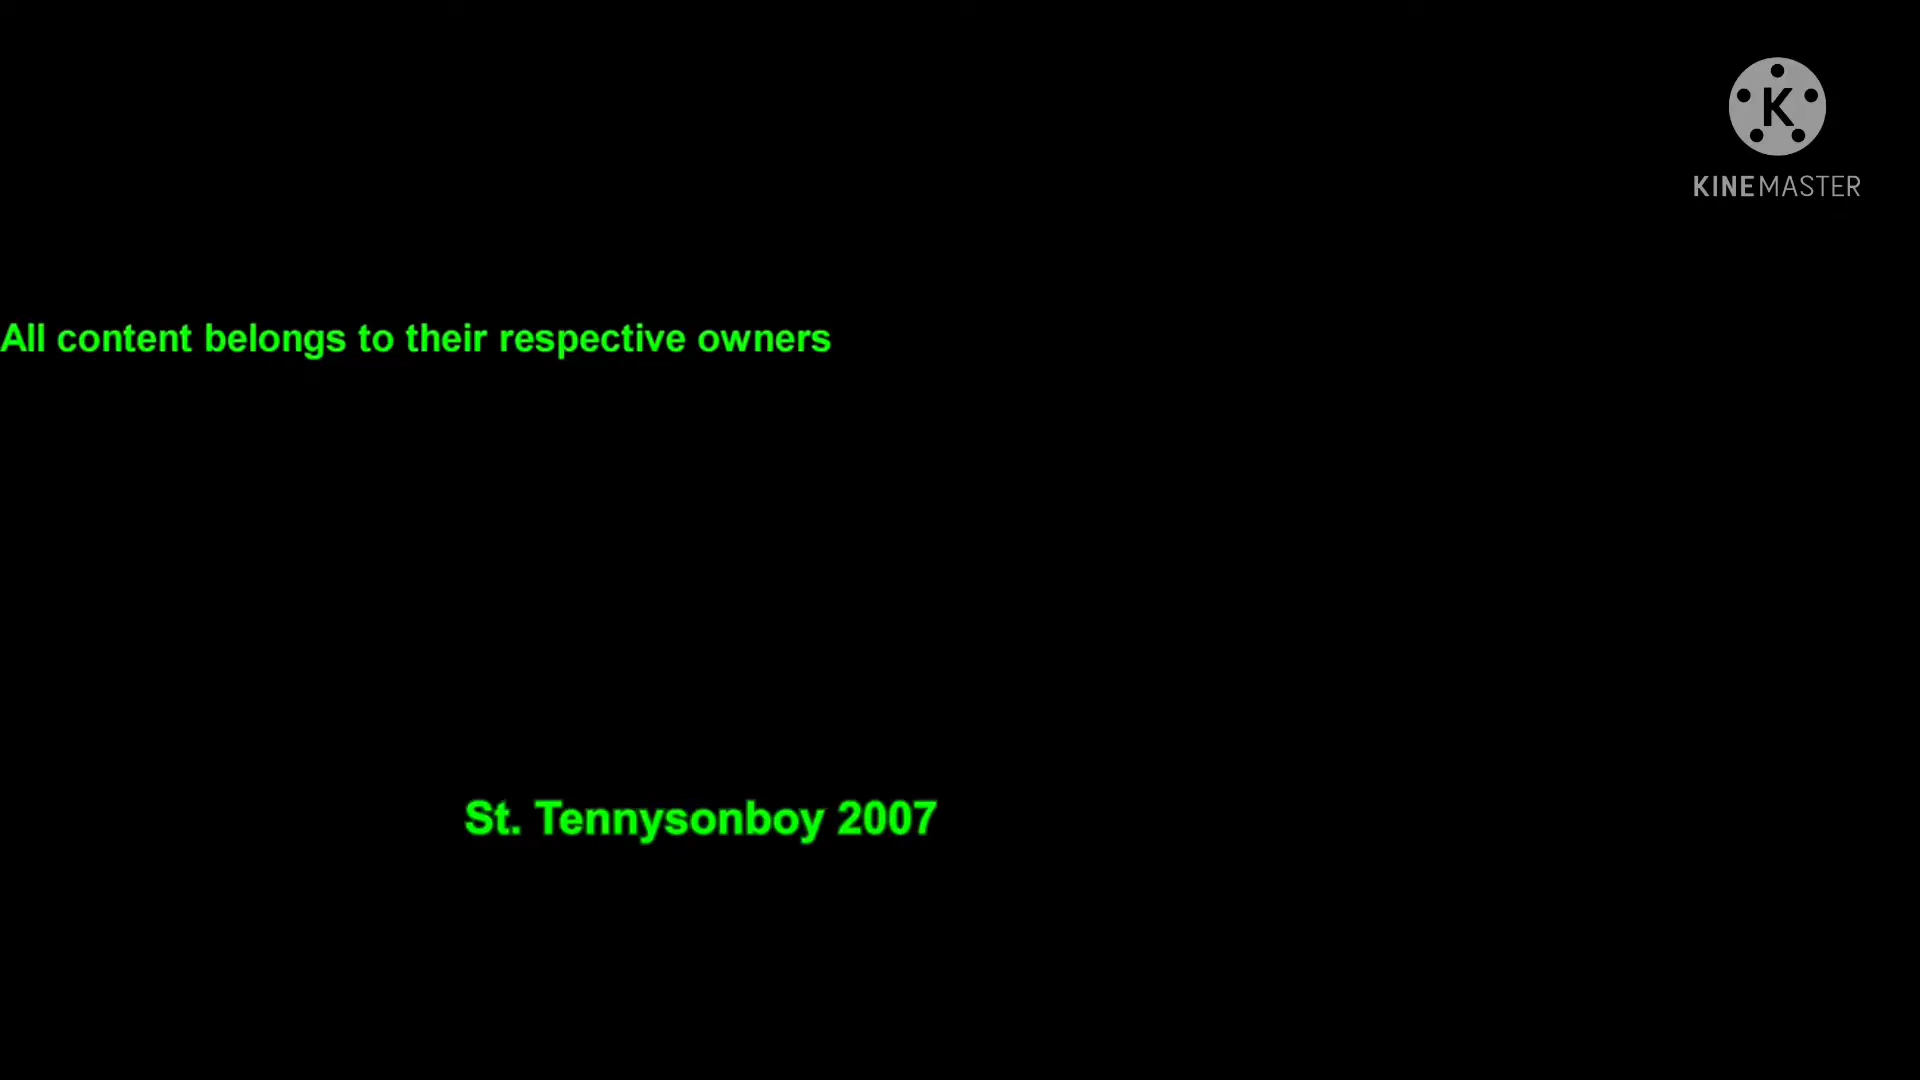 K
KINEMASTER
All content belongs to their respective owners
St. Tennysonboy 2007